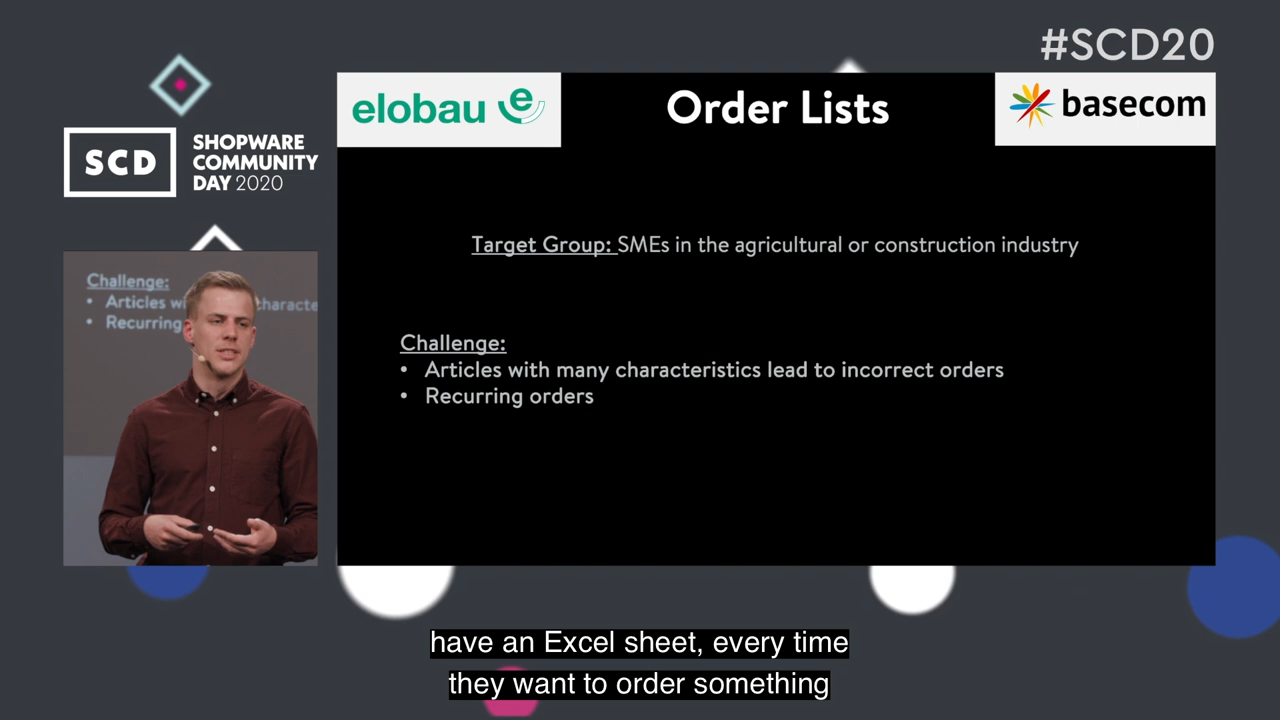 #SCD20
SCD
SHOPWARE
COMMUNITY
DAY 2020
elobau e
Order Lists
basecom
Target Group: SMEs in the agricultural or construction industry
Challenge:
• Articles with many characteristics lead to incorrect orders
• Recurring orders
Challenge:
• Articles wi characte
• Recurring
have an Excel sheet, every time
they want to order something